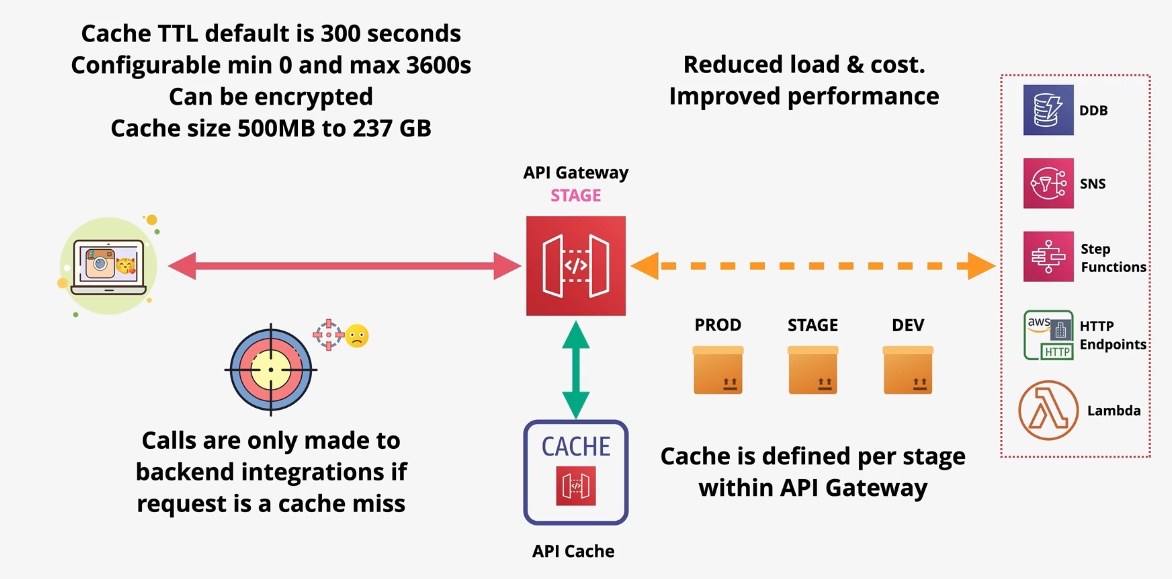 Cache TTL default is 300 seconds
Configurable min 0 and max 3600s
Can be encrypted
Cache size 500MB to 237 GB
Reduced load & cost.
Improved performance
API Gateway
STAGE
</>
DDB
SNS
Step
Functions
aws
HTTP
HTTP
Endpoints
Lambda
PROD
STAGE
DEV
Calls are only made to
backend integrations if
request is a cache miss
CACHE
</>
API Cache
Cache is defined per stage
within API Gateway